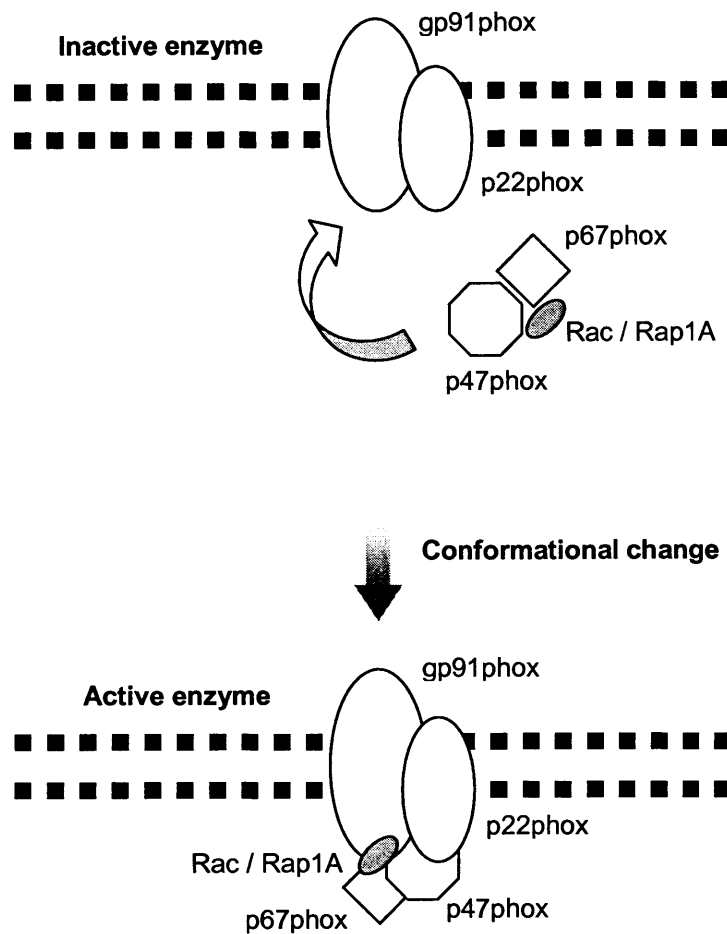 gp91phox
Inactive enzyme
p22phox
p67phox
Rac / Rap1A
p47phox
Conformational change
gp91phox
Active enzyme
p22phox
Rac / Rap1A
p47phox
p67phox